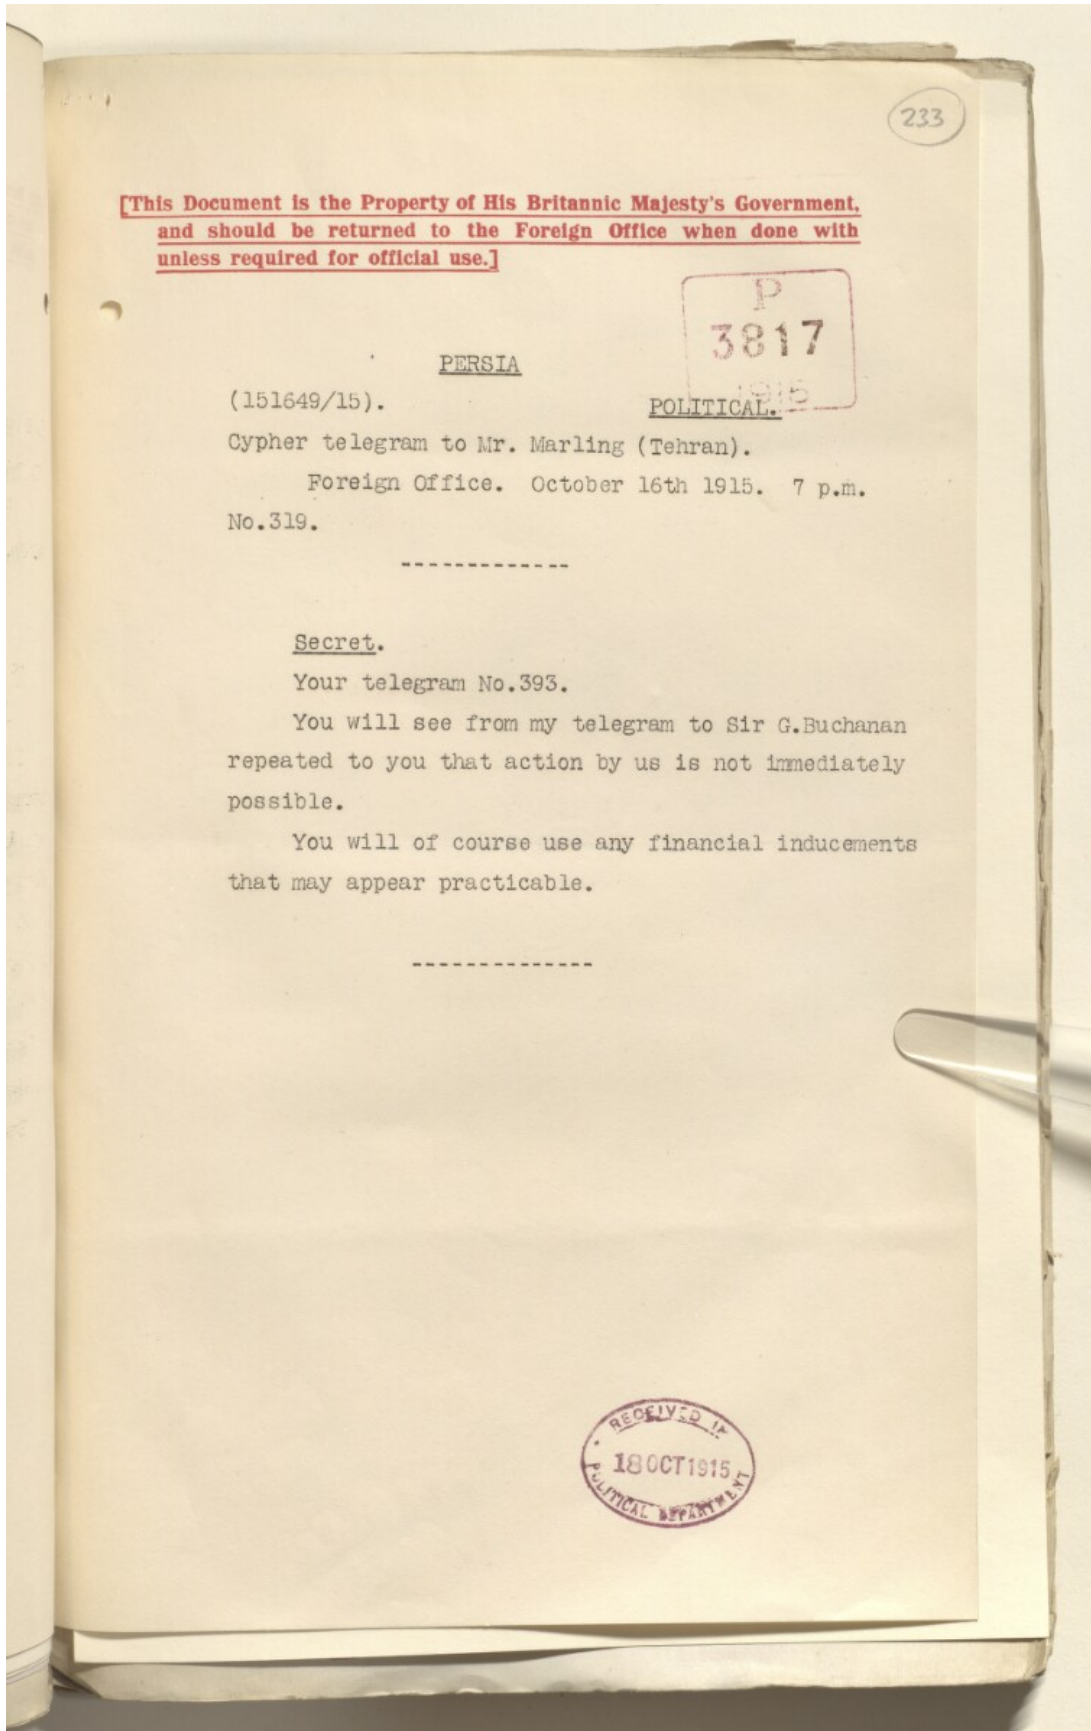 233
[This Document is the Property of His Britannic Majesty's Government,
and should be returned to the Foreign Office when done with
unless required for official use.]
P
3817
1915
PERSIA
(151649/15).
POLITICAL.
Cypher telegram to Mr. Marling (Tehran).
Foreign Office. October 16th 1915. 7 p.m.
No.319.
-------------
Secret.
Your telegram No.393.
You will see from my telegram to Sir G.Buchanan
repeated to you that action by us is not immediately
possible.
You will of course use any financial inducements
that may appear practicable.
--------------
RECEIVED IN
18 OCT 1915
POLITICAL DEPARTMENT